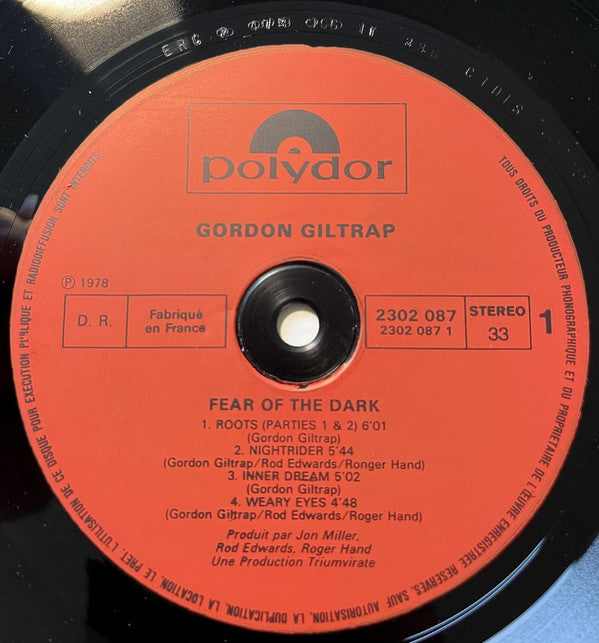 polydor
GORDON GILTRAP
℗ 1978
D. R.
Fabriqué
en France
2302 087
2302 087 1
STEREO
33
1
FEAR OF THE DARK
1. ROOTS (PARTIES 1 & 2) 6'01
(Gordon Giltrap)
2. NIGHTRIDER 5'44
(Gordon Giltrap/Rod Edwards/Ronger Hand)
3. INNER DREAM 5'02
(Gordon Giltrap)
4. WEARY EYES 4'48
(Gordon Giltrap/Rod Edwards/Roger Hand)
Produit par Jon Miller,
Rod Edwards, Roger Hand
Une Production Triumvirate
TOUS DROITS DU PRODUCTEUR PHONOGRAPHIQUE ET DU PROPRIETAIRE DE L'ŒUVRE ENREGISTREE RESERVES. SAUF AUTORISATION, LA DUPLICATION, LA LOCATION, LE PRET, L'UTILISATION DE CE DISQUE POUR EXECUTION PUBLIQUE ET RADIODIFFUSION SONT INTERDITS